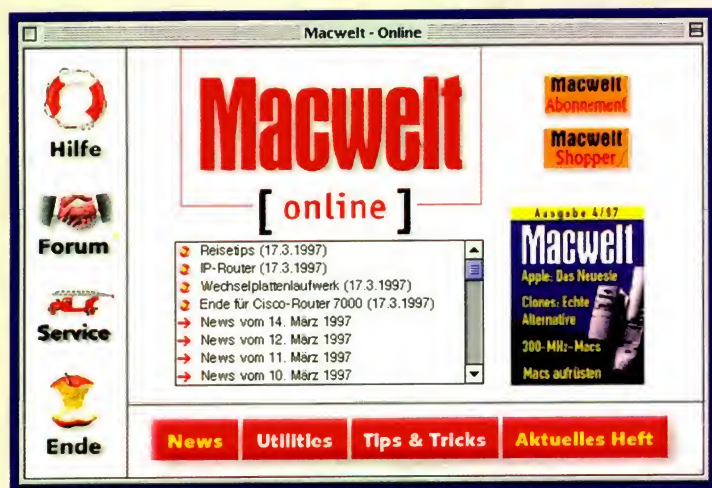 Macwelt - Online
Hilfe
Forum
Service
Ende
Macwelt
[ online ]
Reisetips (17.3.1997)
IP-Router (17.3.1997)
Wechselplattenlaufwerk (17.3.1997)
Ende für Cisco-Router 7000 (17.3.1997)
News vom 14. März 1997
News vom 12. März 1997
News vom 11. März 1997
News vom 10. März 1997
Macwelt
Abonnement
Macwelt
Shopper
Ausgabe 4/97
Macwelt
Apple: Das Neueste
Clones: Echte
Alternative
300-MHz-Macs
Macs aufrüsten
News
Utilities
Tips & Tricks
Aktuelles Heft